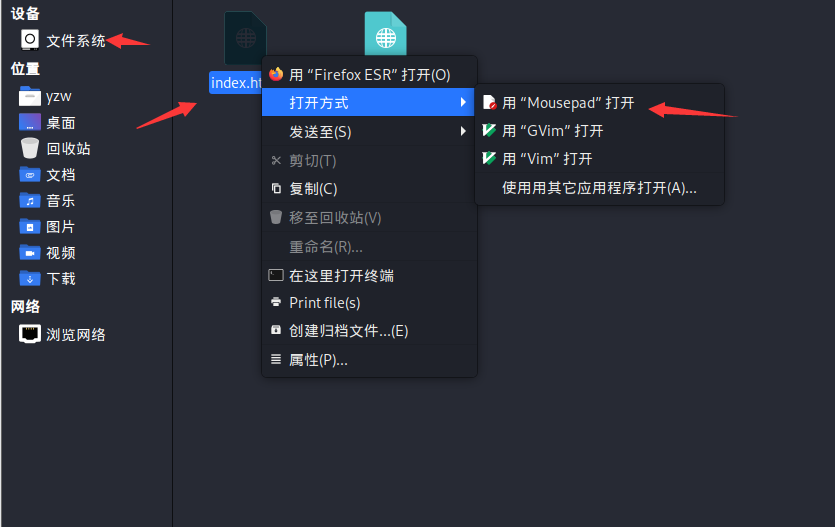 设备
文件系统
位置
yzw
桌面
回收站
文档
音乐
图片
视频
下载
网络
浏览网络
index.ht
用 “Firefox ESR” 打开(O)
打开方式
发送至(S)
剪切(T)
复制(C)
移至回收站(V)
重命名(R)...
在这里打开终端
Print file(s)
创建归档文件...(E)
属性(P)...
用 “Mousepad” 打开
用 “GVim” 打开
用 “Vim” 打开
使用用其它应用程序打开(A)...